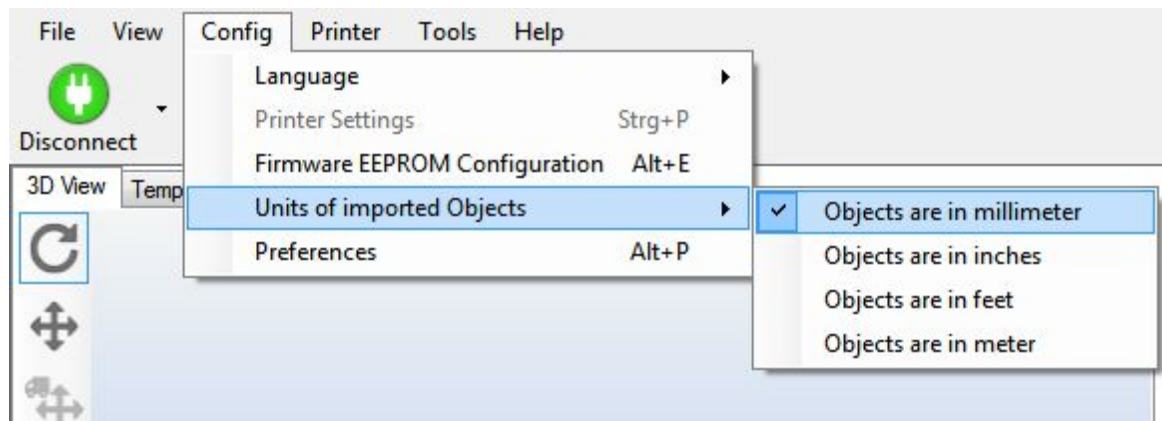 File View Config Printer Tools Help
Disconnect
Language
Printer Settings Strg+P
Firmware EEPROM Configuration Alt+E
Units of imported Objects
Preferences Alt+P
3D View Temp
Objects are in millimeter
Objects are in inches
Objects are in feet
Objects are in meter